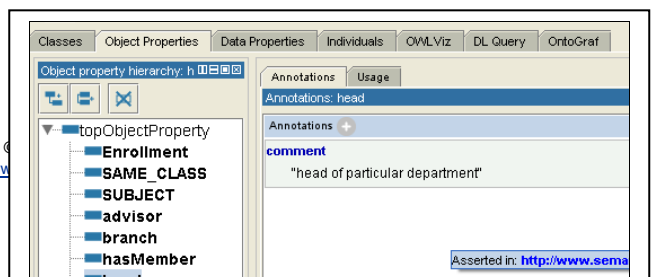 Classes Object Properties Data Properties Individuals OWLViz DL Query OntoGraf
Object property hierarchy: h
Annotations Usage
Annotations: head
Annotations
topObjectProperty
comment
Enrollment
"head of particular department"
SAME_CLASS
SUBJECT
advisor
branch
hasMember
Asserted in: http://www.sema